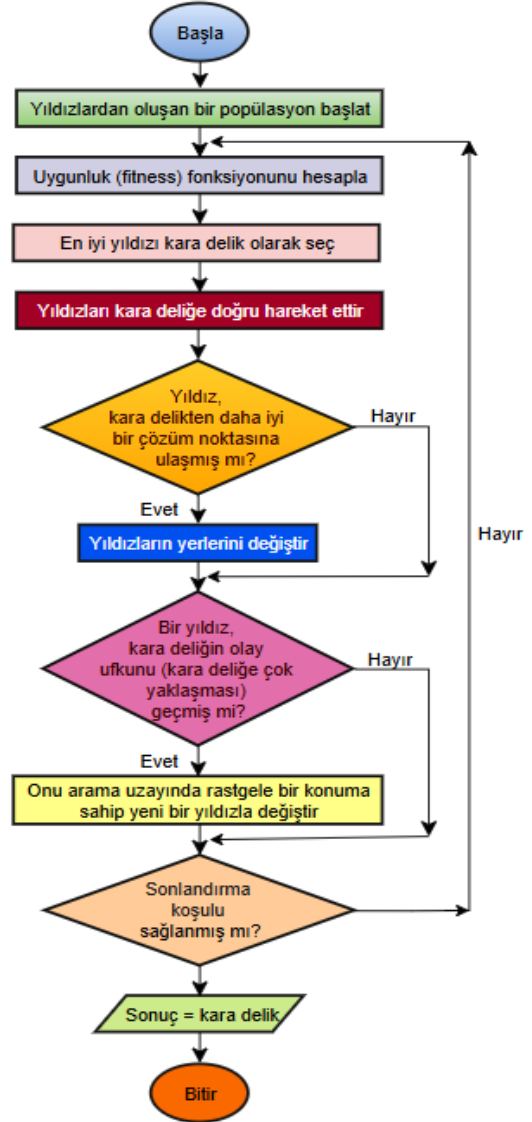 Başla
Yıldızlardan oluşan bir popülasyon başlat
Uygunluk (fitness) fonksiyonunu hesapla
En iyi yıldızı kara delik olarak seç
Yıldızları kara deliğe doğru hareket ettir
Yıldız,
kara delikten daha iyi
bir çözüm noktasına
ulaşmış mı?
Hayır
Evet
Yıldızların yerlerini değiştir
Hayır
Bir yıldız,
kara deliğin olay
ufkunu (kara deliğe çok
yaklaşması)
geçmiş mi?
Hayır
Evet
Onu arama uzayında rastgele bir konuma
sahip yeni bir yıldızla değiştir
Sonlandırma
koşulu
sağlanmış mı?
Sonuç = kara delik
Bitir